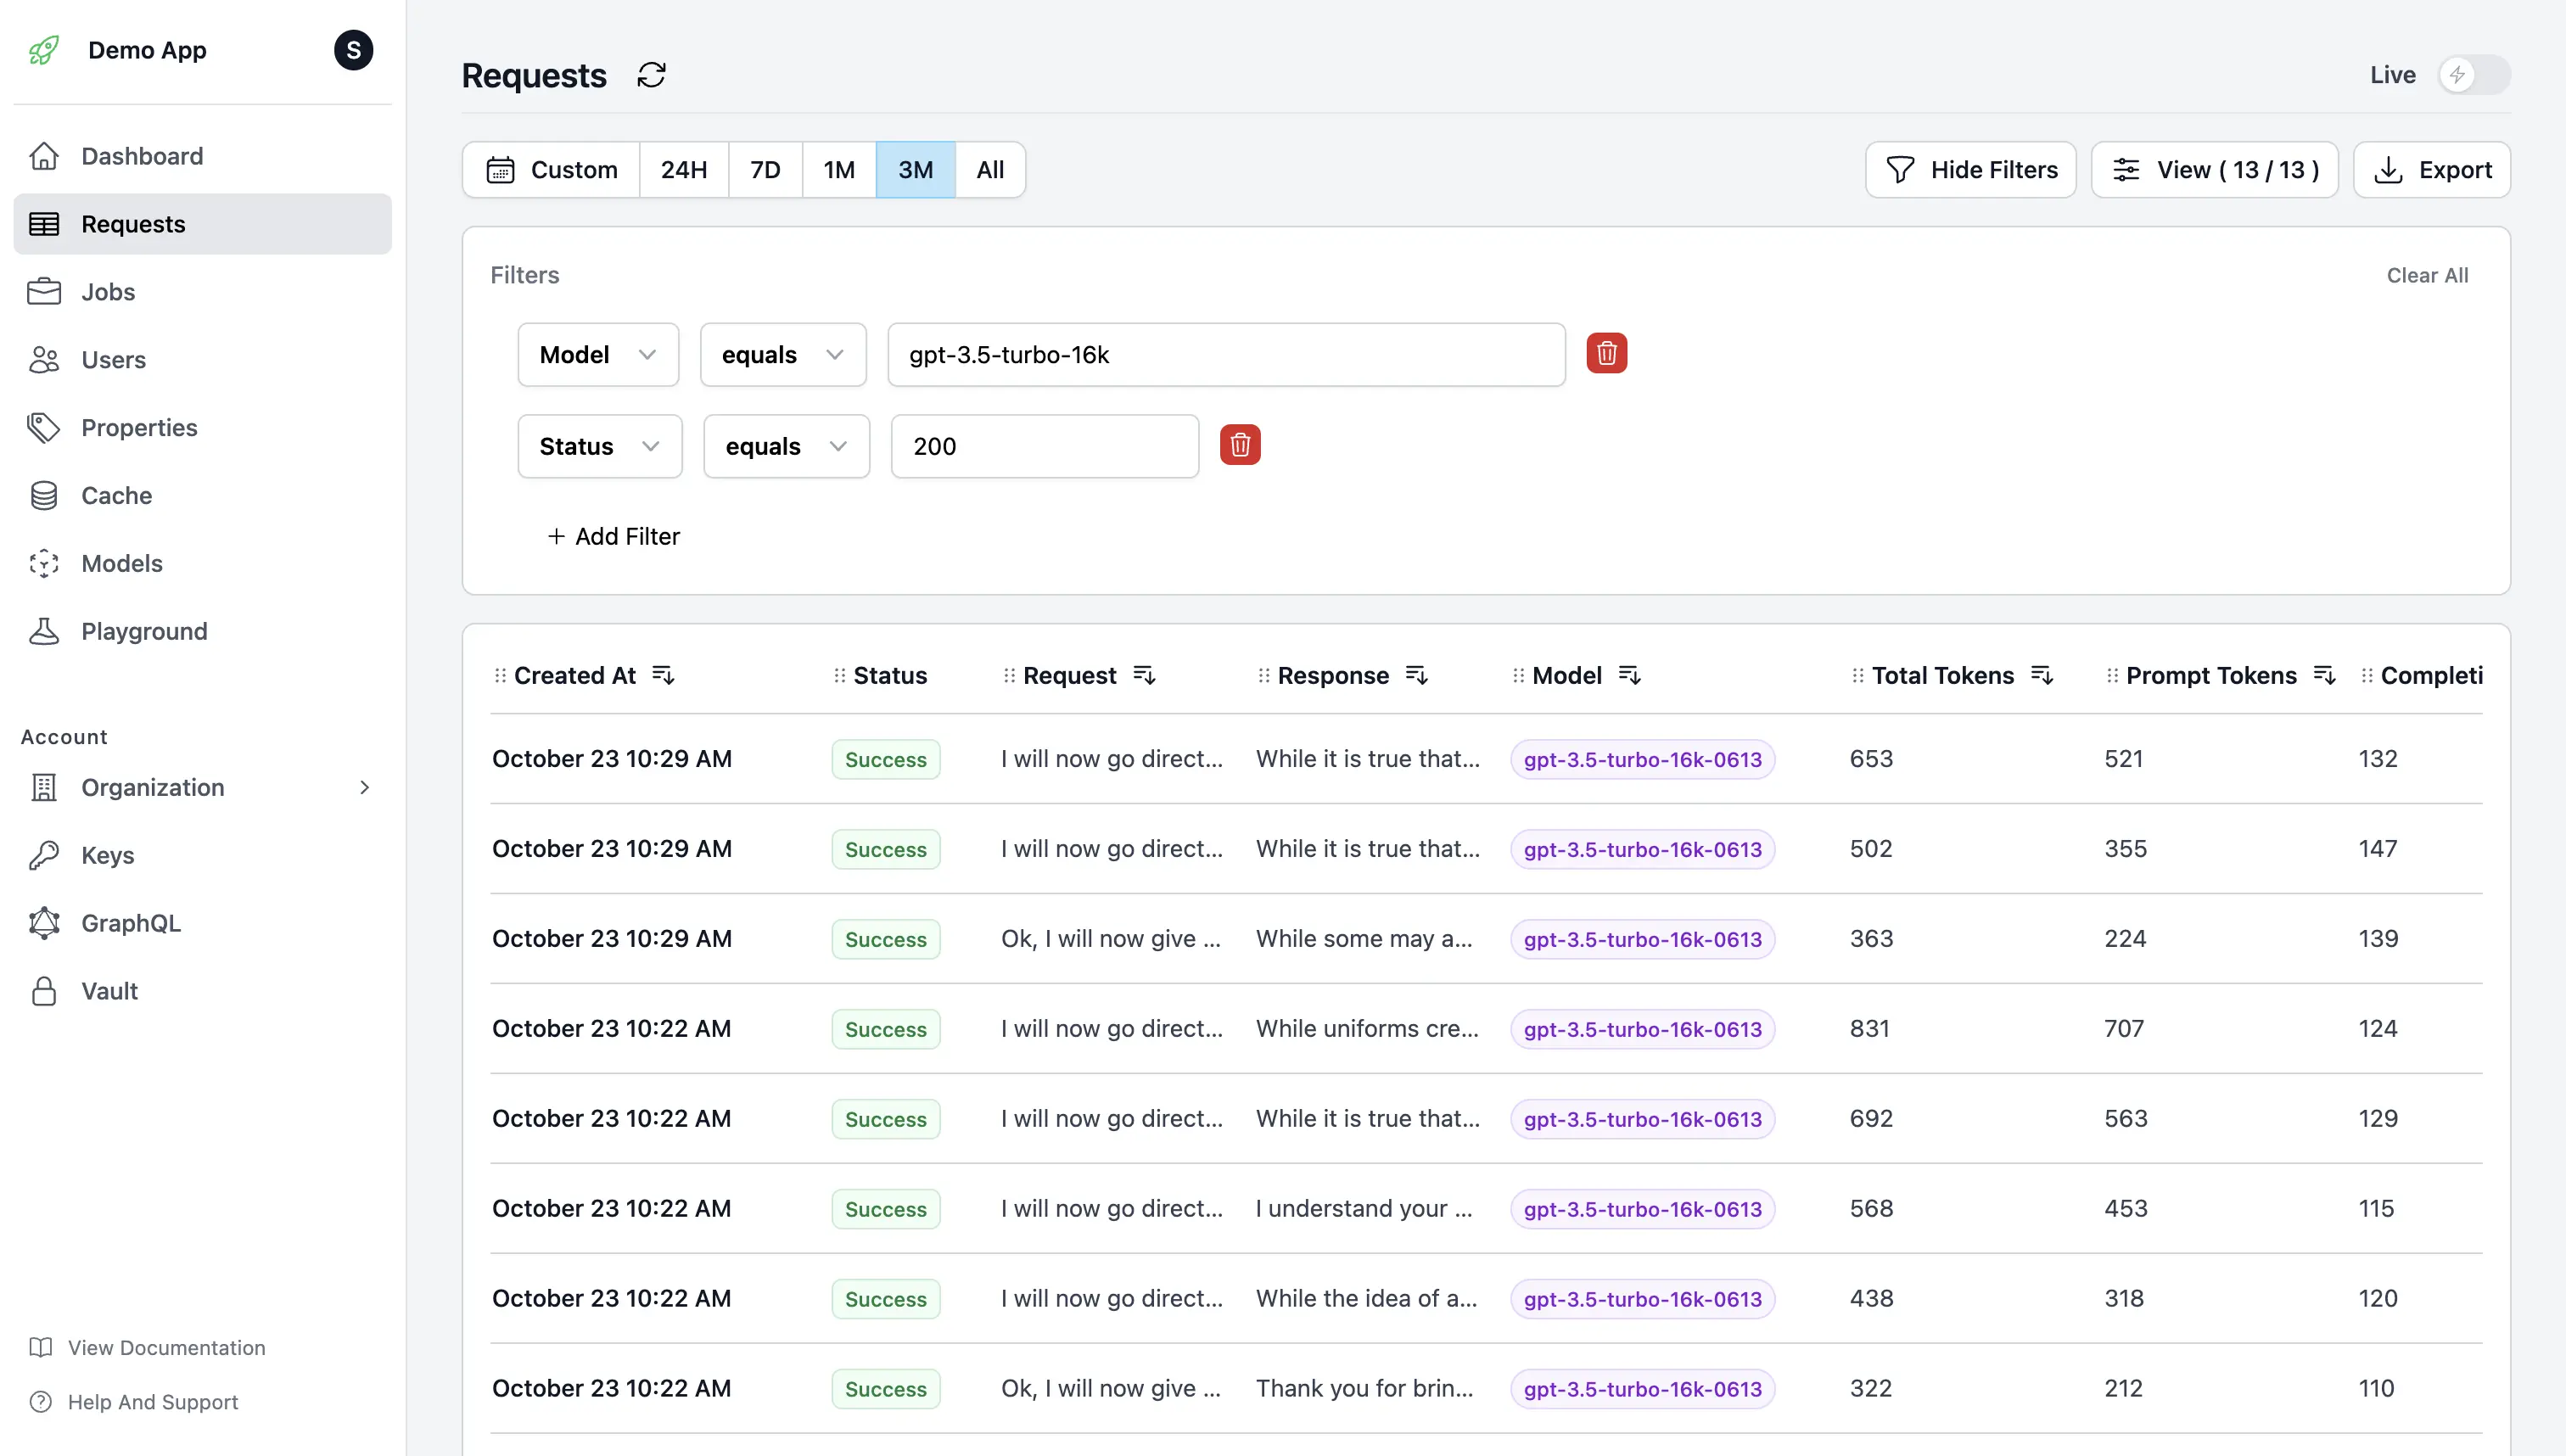 Demo App
S
Dashboard
Requests
Jobs
Users
Properties
Cache
Models
Playground
Account
Organization
Keys
GraphQL
Vault
View Documentation
Help And Support
Requests
Live
Custom 24H 7D 1M 3M All
Hide Filters View ( 13 / 13 ) Export
Filters Clear All
Model equals gpt-3.5-turbo-16k
Status equals 200
+ Add Filter
Created At Status Request Response Model Total Tokens Prompt Tokens Completi
October 23 10:29 AM Success I will now go direct... While it is true that... gpt-3.5-turbo-16k-0613 653 521 132
October 23 10:29 AM Success I will now go direct... While it is true that... gpt-3.5-turbo-16k-0613 502 355 147
October 23 10:29 AM Success Ok, I will now give ... While some may a... gpt-3.5-turbo-16k-0613 363 224 139
October 23 10:22 AM Success I will now go direct... While uniforms cre... gpt-3.5-turbo-16k-0613 831 707 124
October 23 10:22 AM Success I will now go direct... While it is true that... gpt-3.5-turbo-16k-0613 692 563 129
October 23 10:22 AM Success I will now go direct... I understand your ... gpt-3.5-turbo-16k-0613 568 453 115
October 23 10:22 AM Success I will now go direct... While the idea of a... gpt-3.5-turbo-16k-0613 438 318 120
October 23 10:22 AM Success Ok, I will now give ... Thank you for brin... gpt-3.5-turbo-16k-0613 322 212 110